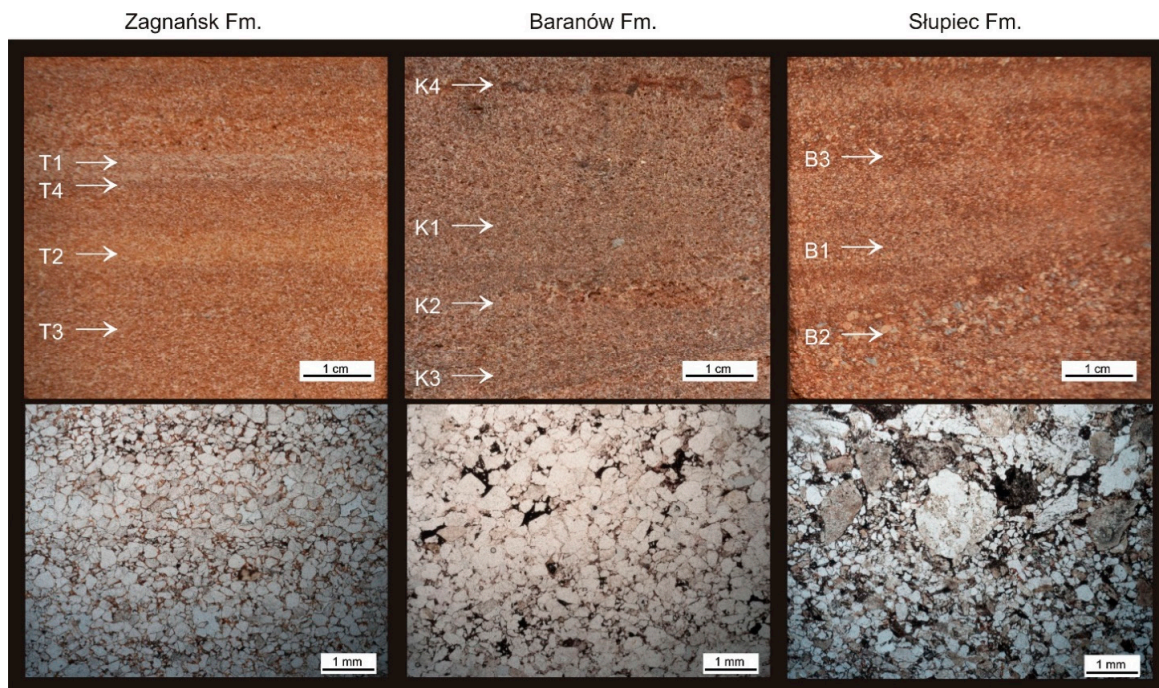 Zagnańsk Fm.
Baranów Fm.
Słupiec Fm.
T1
T4
T2
T3
1 cm
K4
K1
K2
K3
1 cm
B3
B1
B2
1 cm
1 mm
1 mm
1 mm